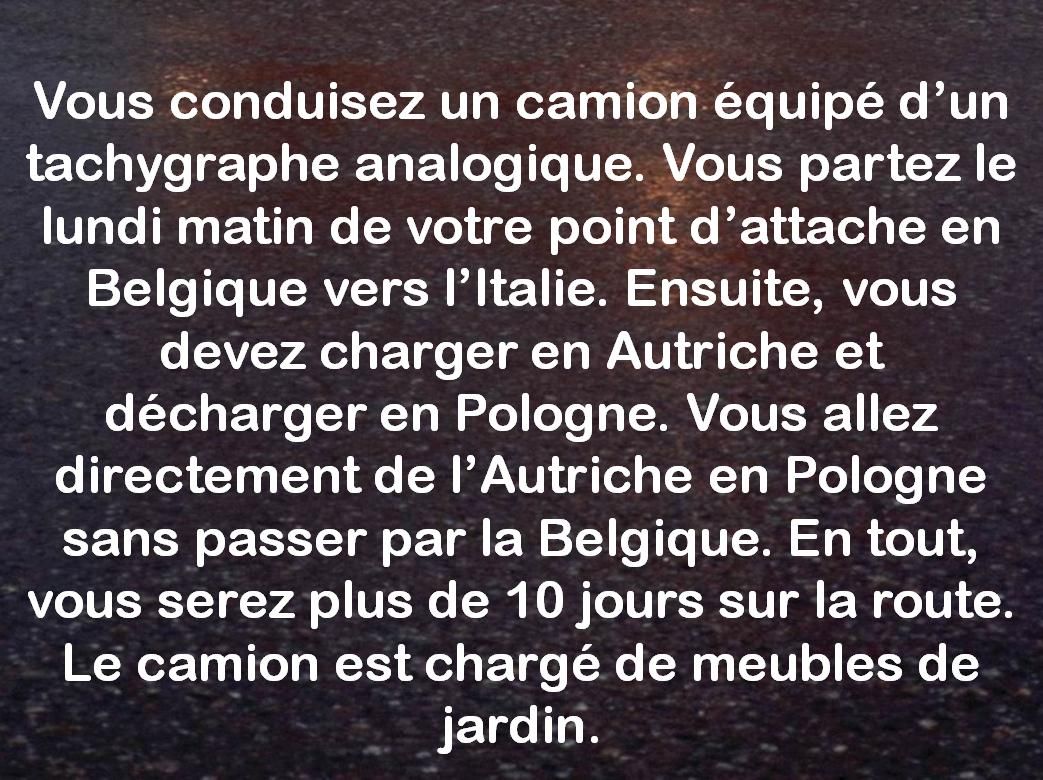 Vous conduisez un camion équipé d’un
tachygraphe analogique. Vous partez le
lundi matin de votre point d’attache en
Belgique vers l’Italie. Ensuite, vous
devez charger en Autriche et
décharger en Pologne. Vous allez
directement de l’Autriche en Pologne
sans passer par la Belgique. En tout,
vous serez plus de 10 jours sur la route.
Le camion est chargé de meubles de
jardin.